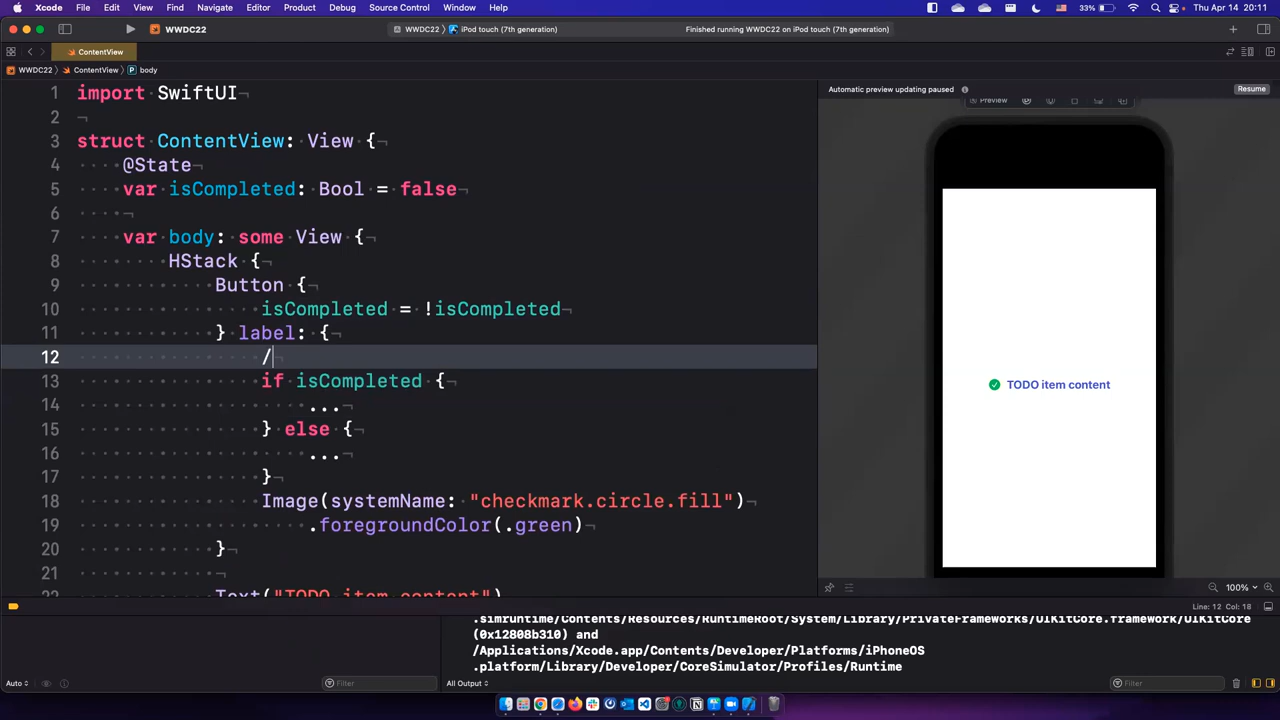 Xcode File Edit View Find Navigate Editor Product Debug Source Control Window Help 33% Thu Apr 14 20:11
WWDC22 WWDC22 〉 iPod touch (7th generation) Finished running WWDC22 on iPod touch (7th generation)
ContentView
WWDC22 〉 ContentView 〉 P body
Automatic preview updating paused Resume
Preview
1 import SwiftUI
2
3 struct ContentView: View {
4 @State
5 var isCompleted: Bool = false
6
7 var body: some View {
8 HStack {
9 Button {
10 isCompleted = !isCompleted
11 } label: {
12 /
13 if isCompleted {
14 ...
15 } else {
16 ...
17 }
18 Image(systemName: "checkmark.circle.fill")
19 .foregroundColor(.green)
20 }
21
22 Text("TODO item content")
TODO item content
100%
Line: 12 Col: 18
.simruntime/Contents/Resources/RuntimeRoot/System/Library/PrivateFrameworks/UIKitCore.framework/UIKitCore
(0x12808b310) and
/Applications/Xcode.app/Contents/Developer/Platforms/iPhoneOS
.platform/Library/Developer/CoreSimulator/Profiles/Runtime
Auto Filter All Output Filter